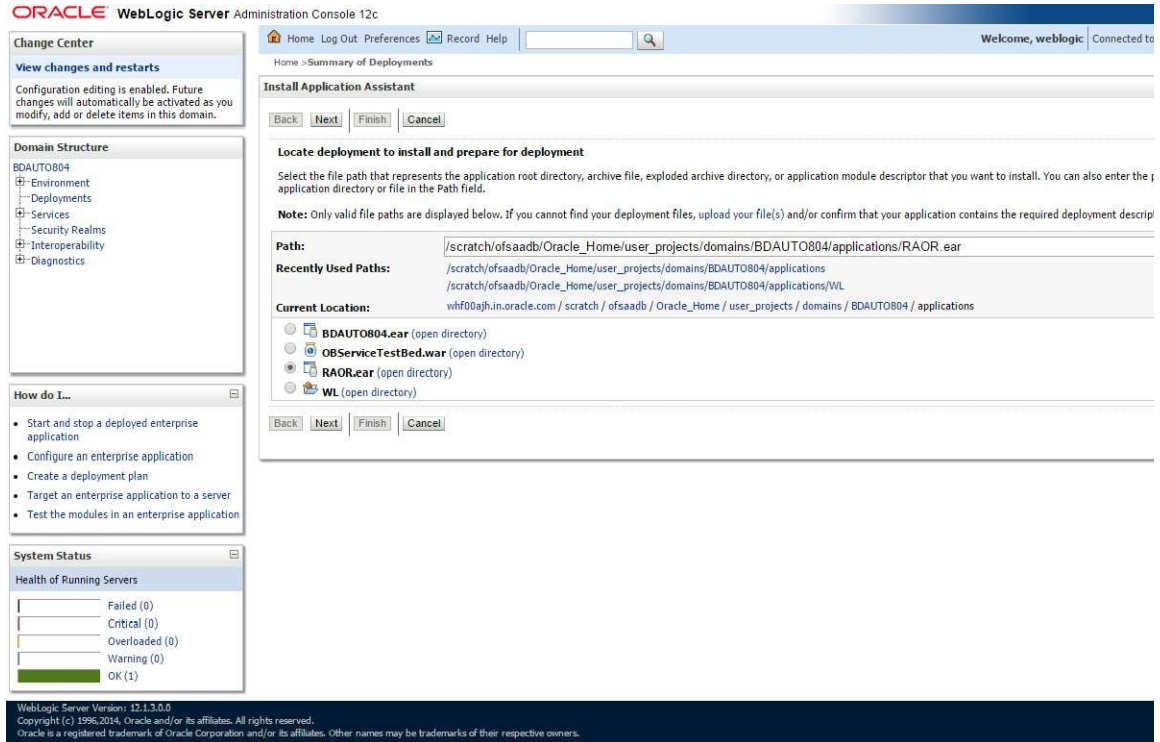 ORACLE WebLogic Server Administration Console 12c
Change Center
View changes and restarts
Configuration editing is enabled. Future
changes will automatically be activated as you
modify, add or delete items in this domain.
Domain Structure
BDAUTO804
Environment
Deployments
Services
Security Realms
Interoperability
Diagnostics
How do I...
Start and stop a deployed enterprise
application
Configure an enterprise application
Create a deployment plan
Target an enterprise application to a server
Test the modules in an enterprise application
System Status
Health of Running Servers
Failed (0)
Critical (0)
Overloaded (0)
Warning (0)
OK (1)
Home Log Out Preferences Record Help
Welcome, weblogic Connected to
Home >Summary of Deployments
Install Application Assistant
Back Next Finish Cancel
Locate deployment to install and prepare for deployment
Select the file path that represents the application root directory, archive file, exploded archive directory, or application module descriptor that you want to install. You can also enter the
application directory or file in the Path field.
Note: Only valid file paths are displayed below. If you cannot find your deployment files, upload your file(s) and/or confirm that your application contains the required deployment
Path: /scratch/ofsaadb/Oracle_Home/user_projects/domains/BDAUTO804/applications/RAOR.ear
Recently Used Paths: /scratch/ofsaadb/Oracle_Home/user_projects/domains/BDAUTO804/applications
/scratch/ofsaadb/Oracle_Home/user_projects/domains/BDAUTO804/applications/WL
Current Location: whf00ajh.in.oracle.com / scratch / ofsaadb / Oracle_Home / user_projects / domains / BDAUTO804 / applications
BDAUTO804.ear (open directory)
OBServiceTestBed.war (open directory)
RAOR.ear (open directory)
WL (open directory)
Back Next Finish Cancel
WebLogic Server Version: 12.1.3.0.0
Copyright (c) 1996,2014, Oracle and/or its affiliates. All rights reserved.
Oracle is a registered trademark of Oracle Corporation and/or its affiliates. Other names may be trademarks of their respective owners.